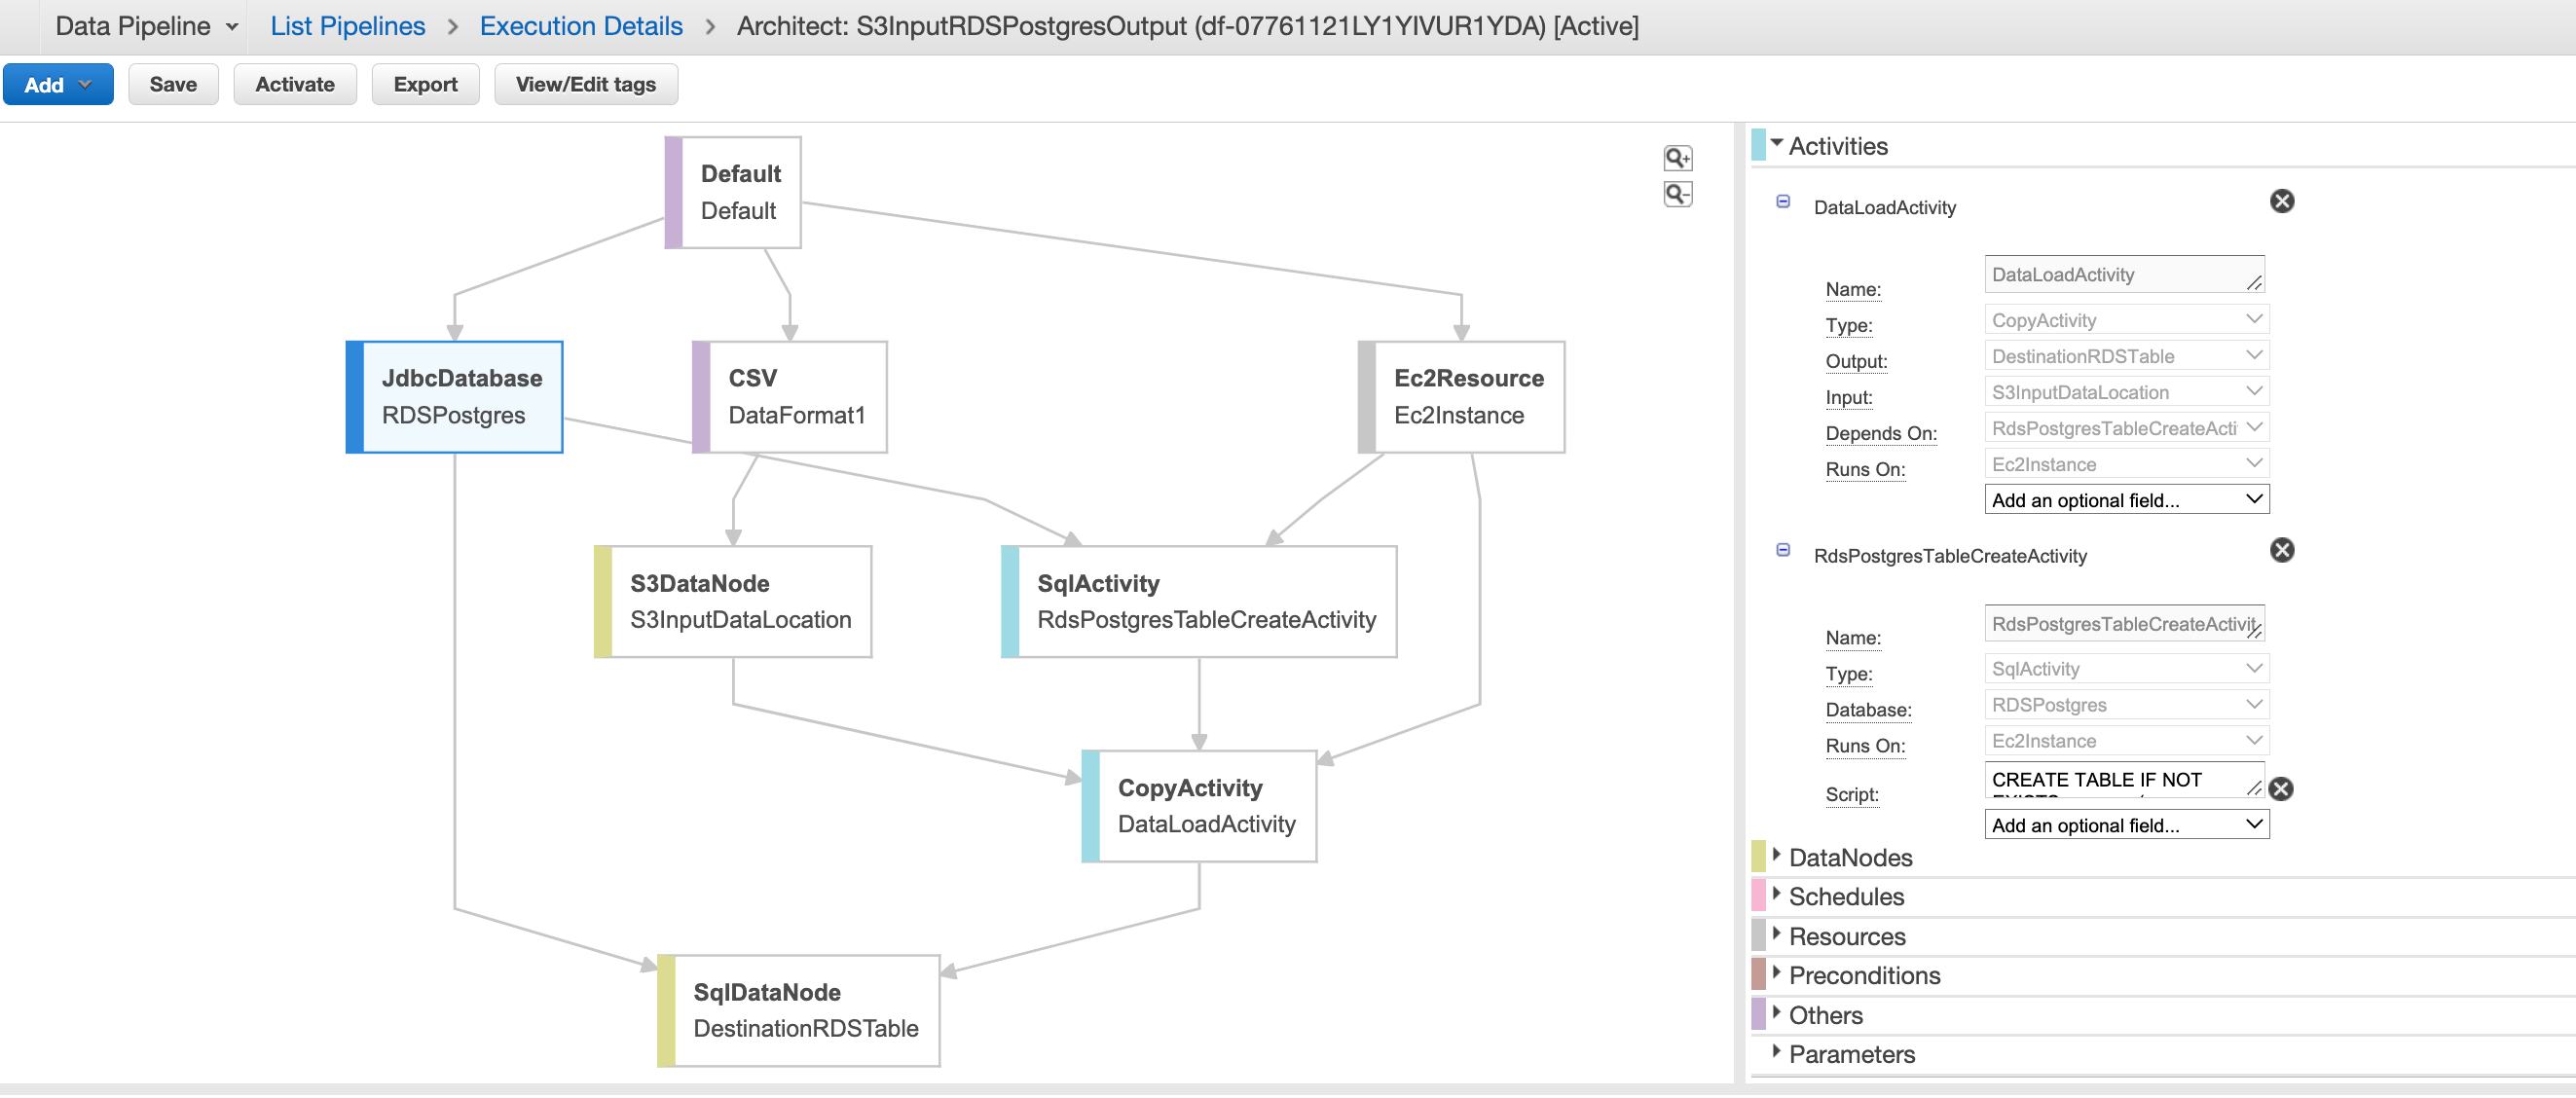 Data Pipeline List Pipelines > Execution Details > Architect: S3InputRDSPostgresOutput (df-07761121LY1YIVUR1YDA) [Active]
Add Save Activate Export View/Edit tags
Default
Default
JdbcDatabase
RDSPostgres
CSV
DataFormat1
Ec2Resource
Ec2Instance
S3DataNode
S3InputDataLocation
SqlActivity
RdsPostgresTableCreateActivity
CopyActivity
DataLoadActivity
SqlDataNode
DestinationRDSTable
Activities
DataLoadActivity
Name: DataLoadActivity
Type: CopyActivity
Output: DestinationRDSTable
Input: S3InputDataLocation
Depends On: RdsPostgresTableCreateActi
Runs On: Ec2Instance
Add an optional field...
RdsPostgresTableCreateActivity
Name: RdsPostgresTableCreateActivit
Type: SqlActivity
Database: RDSPostgres
Runs On: Ec2Instance
Script: CREATE TABLE IF NOT
Add an optional field...
DataNodes
Schedules
Resources
Preconditions
Others
Parameters